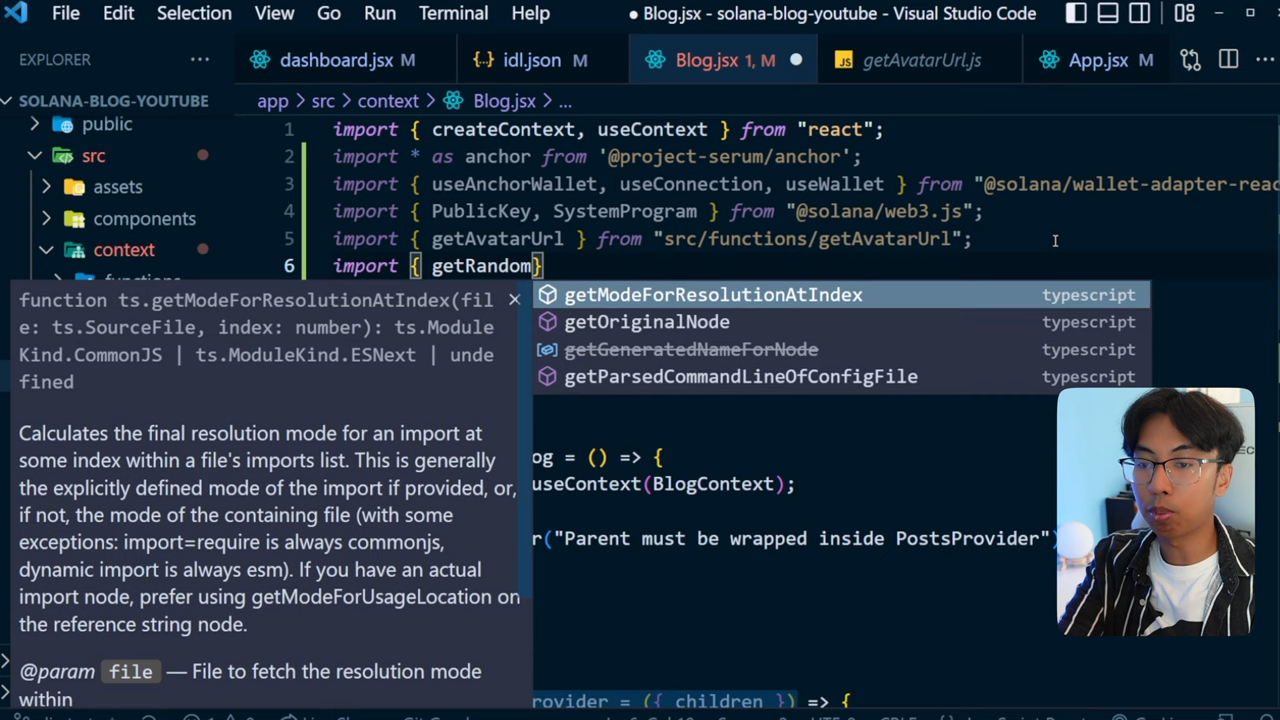 File Edit Selection View Go Run Terminal Help ● Blog.jsx - solana-blog-youtube - Visual Studio Code
EXPLORER ··· dashboard.jsx M {..} idl.json M Blog.jsx 1, M ● JS getAvatarUrl.js App.jsx M ···
SOLANA-BLOG-YOUTUBE app > src > context > Blog.jsx > ...
public 1 import { createContext, useContext } from "react";
src 2 import * as anchor from '@project-serum/anchor';
assets 3 import { useAnchorWallet, useConnection, useWallet } from "@solana/wallet-adapter-reac
components 4 import { PublicKey, SystemProgram } from "@solana/web3.js";
context 5 import { getAvatarUrl } from "src/functions/getAvatarUrl";
6 import { getRandom}
function ts.getModeForResolutionAtIndex(fil
e: ts.SourceFile, index: number): ts.Module
Kind.CommonJS | ts.ModuleKind.ESNext | unde
fined
Calculates the final resolution mode for an import at
some index within a file's imports list. This is generally
the explicitly defined mode of the import if provided, or,
if not, the mode of the containing file (with some
exceptions: import=require is always commonjs,
dynamic import is always esm). If you have an actual
import node, prefer using getModeForUsageLocation on
the reference string node.
@param file — File to fetch the resolution mode
within
getModeForResolutionAtIndex typescript
getOriginalNode typescript
getGeneratedNameForNode typescript
getParsedCommandLineOfConfigFile typescript
og = () => {
useContext(BlogContext);
r("Parent must be wrapped inside PostsProvider")
rovider = ({ children }) => {